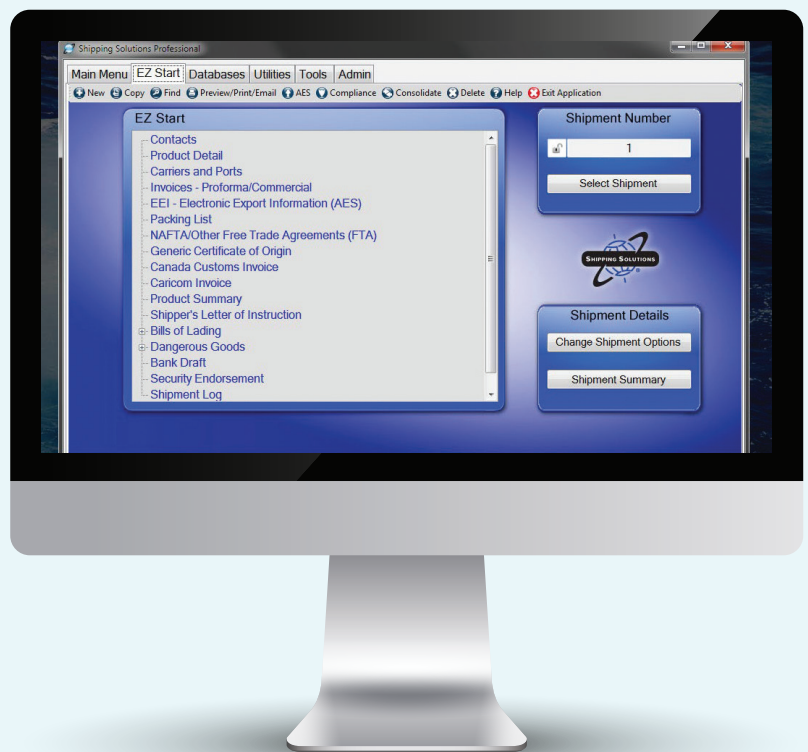 Shipping Solutions Professional
Main Menu EZ Start Databases Utilities Tools Admin
New Copy Find Preview/Print/Email AES Compliance Consolidate Delete Help Exit Application
EZ Start
Contacts
Product Detail
Carriers and Ports
Invoices - Proforma/Commercial
EEI - Electronic Export Information (AES)
Packing List
NAFTA/Other Free Trade Agreements (FTA)
Generic Certificate of Origin
Canada Customs Invoice
Caricom Invoice
Product Summary
Shipper's Letter of Instruction
Bills of Lading
Dangerous Goods
Bank Draft
Security Endorsement
Shipment Log
Shipment Number
1
Select Shipment
SHIPPING SOLUTIONS
Shipment Details
Change Shipment Options
Shipment Summary